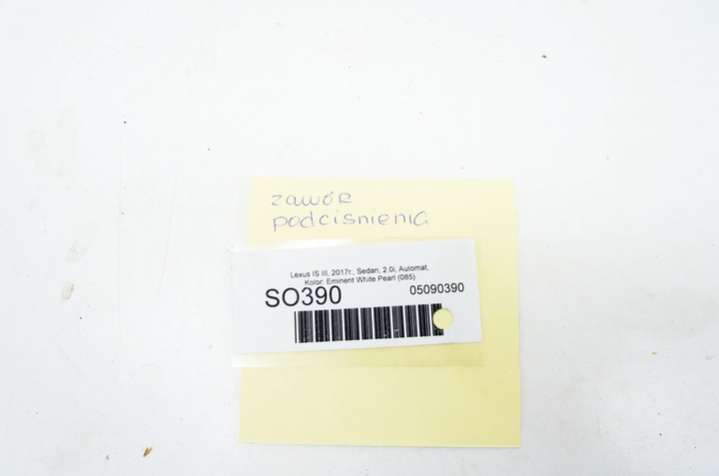 zawór
podcisnienia
Lexus IS III, 2017r., Sedan, 2.0i, Automat,
Kolor: Eminent White Pearl (085)
SO390 05090390